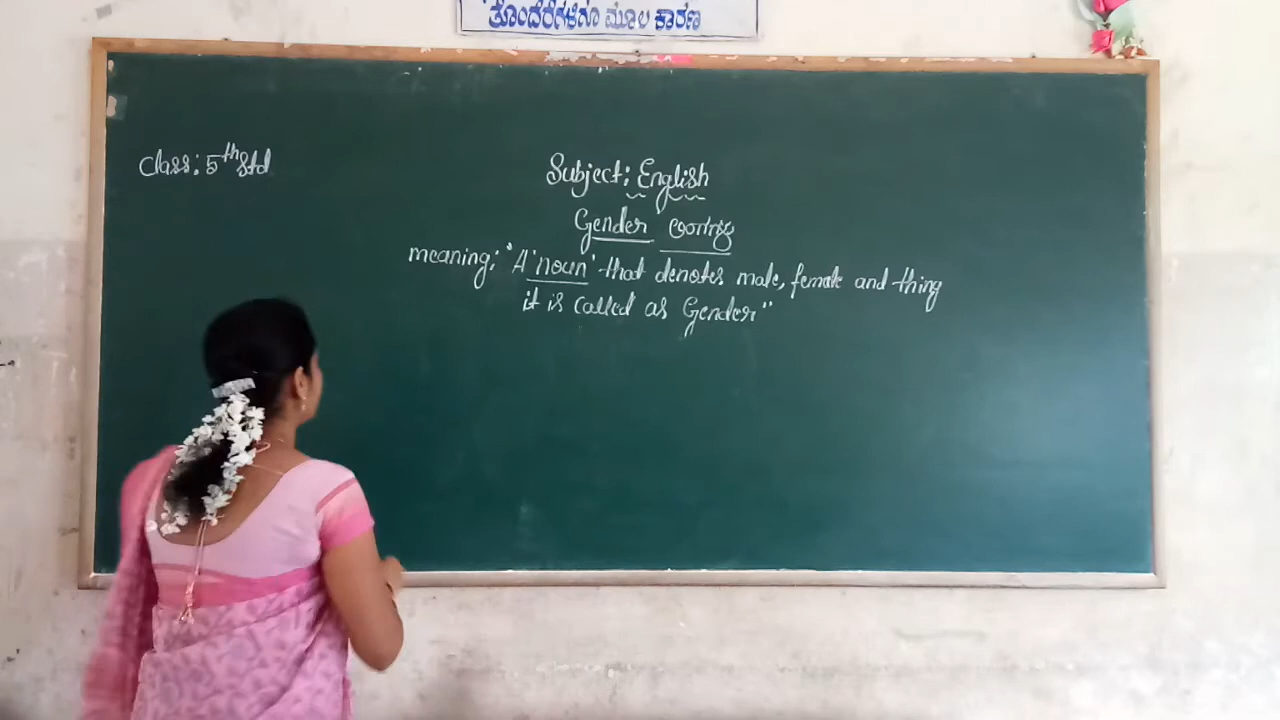 ತೊಂದರೆಗಳಿಗೂ ಮೂಲ ಕಾರಣ
Class: 5th Std
Subject: English
Gender ಲಿಂಗಗಳು
meaning: "A 'noun' that denotes male, female and thing
it is called as Gender"